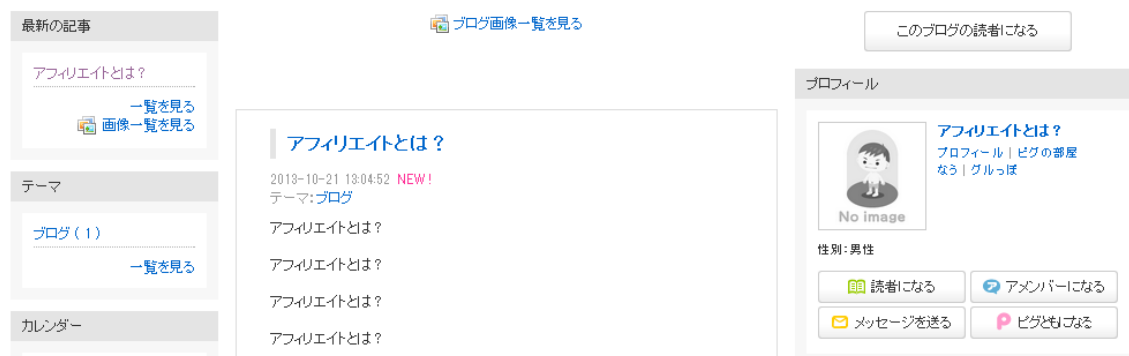 最新の記事
アフィリエイトとは？
一覧を見る
画像一覧を見る
テーマ
ブログ ( 1 )
一覧を見る
カレンダー
ブログ画像一覧を見る
アフィリエイトとは？
2013-10-21 13:04:52 NEW !
テーマ：ブログ
アフィリエイトとは？
アフィリエイトとは？
アフィリエイトとは？
アフィリエイトとは？
このブログの読者になる
プロフィール
No image
アフィリエイトとは？
プロフィール｜ピグの部屋
なう｜グルっぽ
性別：男性
読者になる
アメンバーになる
メッセージを送る
ピグともになる